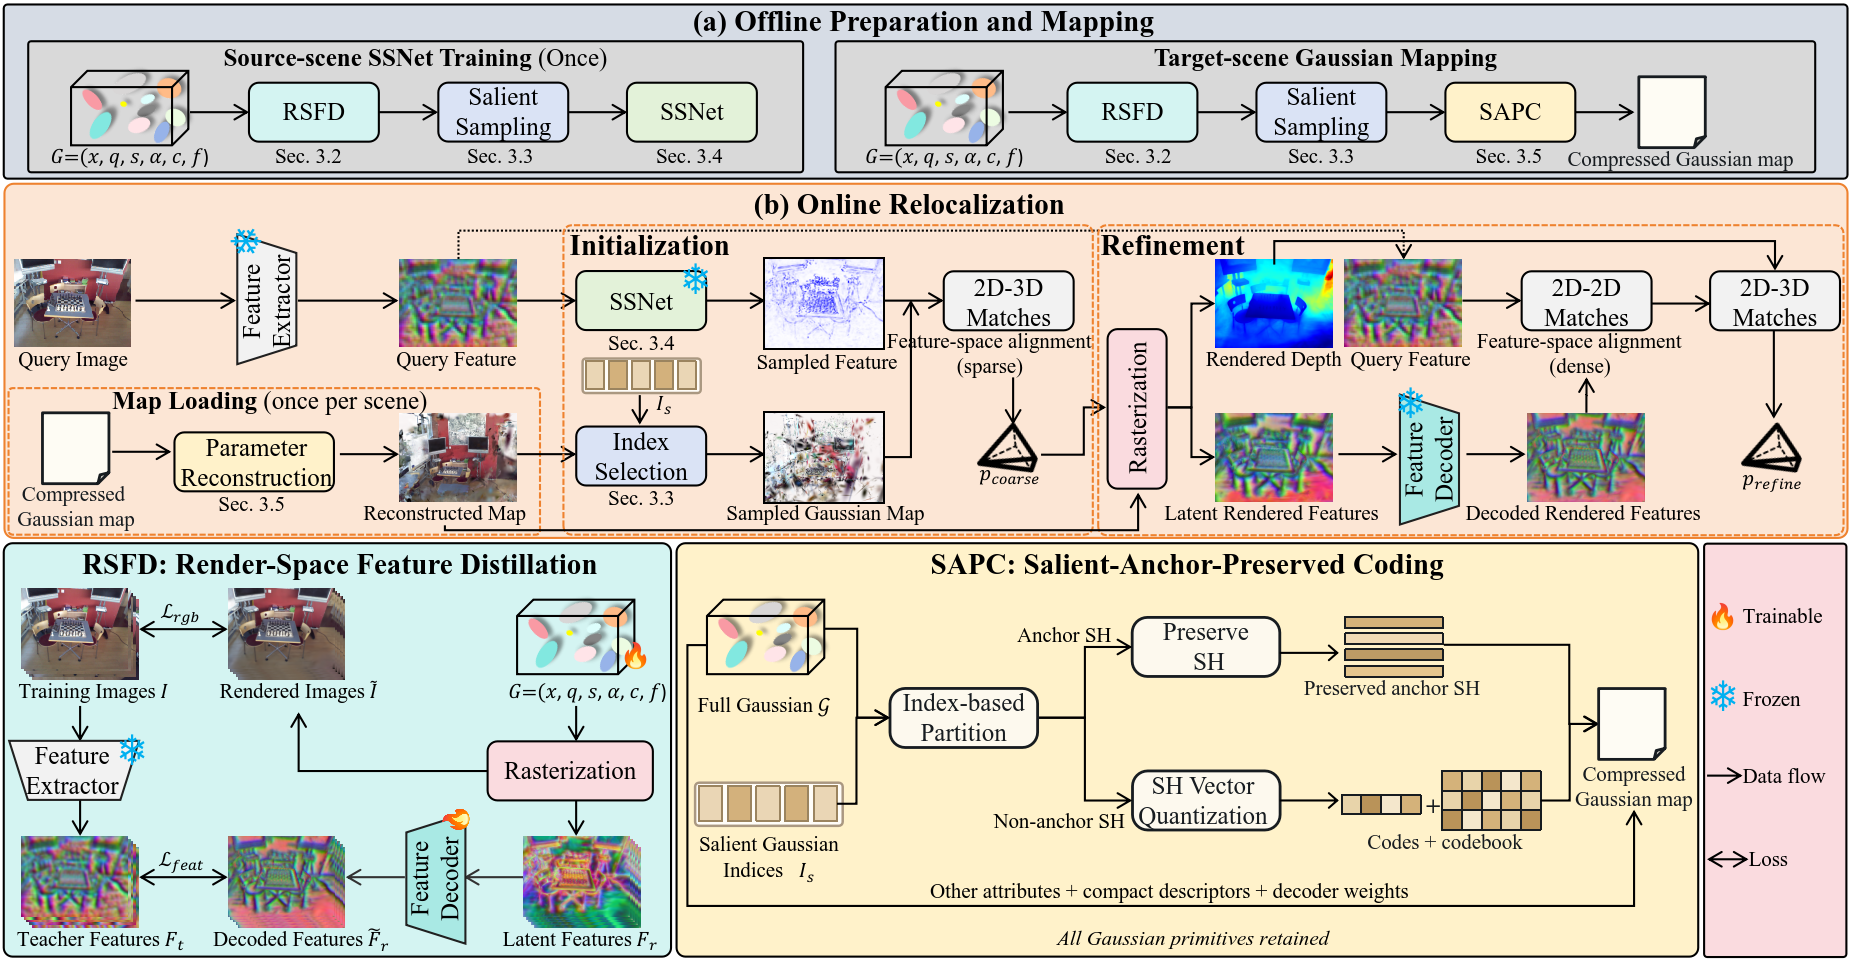 (a) Offline Preparation and Mapping
Source-scene SSNet Training (Once)
RSFD
Salient
Sampling
SSNet
G=(x, q, s, α, c, f)
Sec. 3.2
Sec. 3.3
Sec. 3.4
Target-scene Gaussian Mapping
RSFD
Salient
Sampling
SAPC
G=(x, q, s, α, c, f)
Sec. 3.2
Sec. 3.3
Sec. 3.5
Compressed Gaussian map
(b) Online Relocalization
Query Image
Feature
Extractor
Query Feature
Map Loading (once per scene)
Compressed
Gaussian map
Parameter
Reconstruction
Sec. 3.5
Reconstructed Map
Initialization
SSNet
Sec. 3.4
I_s
Index
Selection
Sec. 3.3
Sampled Feature
Sampled Gaussian Map
2D-3D
Matches
Feature-space alignment
(sparse)
p_coarse
Refinement
Rasterization
Rendered Depth
Query Feature
2D-2D
Matches
Feature-space alignment
(dense)
2D-3D
Matches
Latent Rendered Features
Feature
Decoder
Decoded Rendered Features
p_refine
RSFD: Render-Space Feature Distillation
ℒ_rgb
Training Images I
Rendered Images Ĩ
G=(x, q, s, α, c, f)
Feature
Extractor
Rasterization
ℒ_feat
Feature
Decoder
Teacher Features F_t
Decoded Features F̃_r
Latent Features F_r
SAPC: Salient-Anchor-Preserved Coding
Full Gaussian 𝒢
Salient Gaussian
Indices I_s
Index-based
Partition
Anchor SH
Preserve
SH
Preserved anchor SH
Non-anchor SH
SH Vector
Quantization
+
Codes + codebook
Compressed
Gaussian map
Other attributes + compact descriptors + decoder weights
All Gaussian primitives retained
Trainable
Frozen
Data flow
Loss